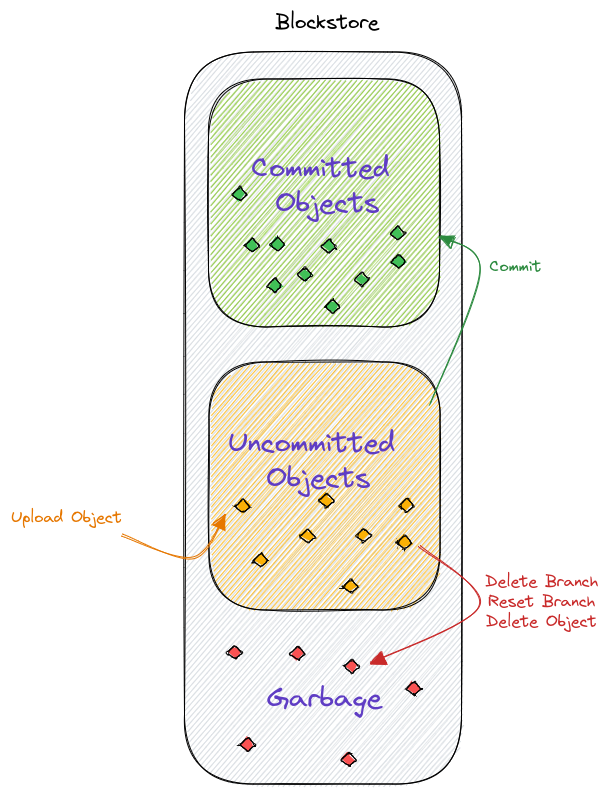 Blockstore
Committed
Objects
Commit
Uncommitted
Objects
Upload Object
Delete Branch
Reset Branch
Delete Object
Garbage